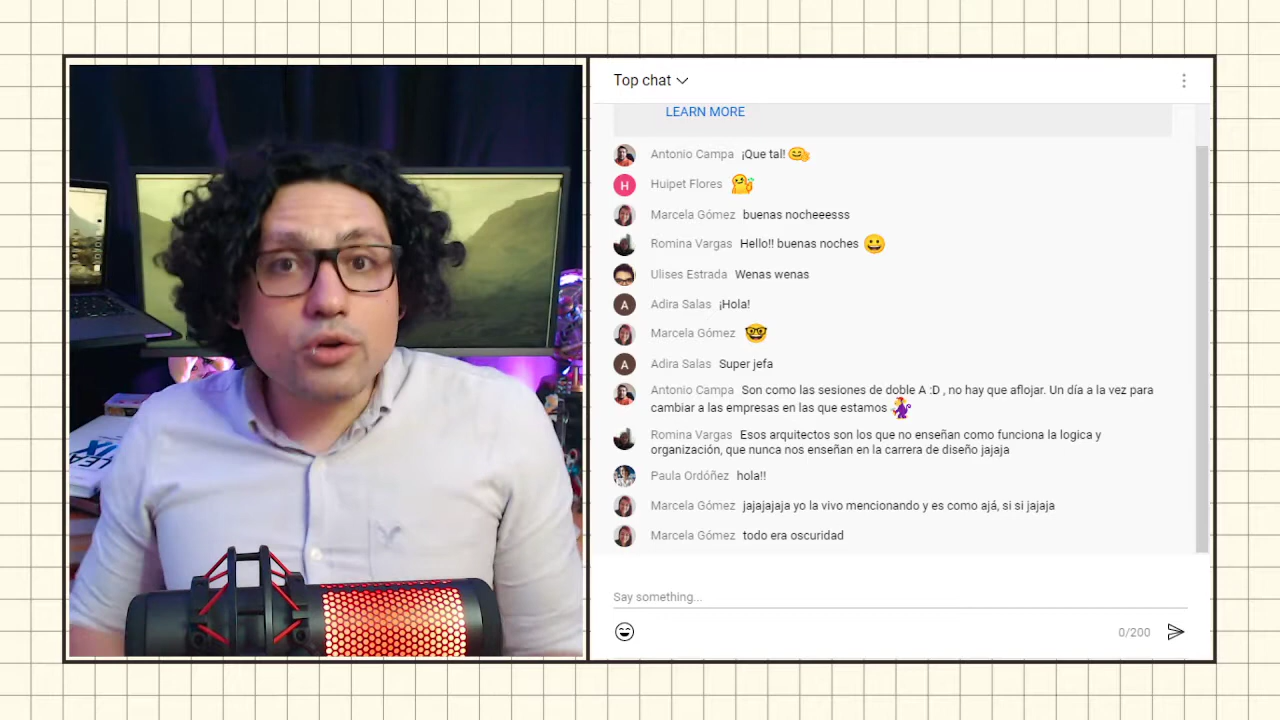 Top chat
LEARN MORE
Antonio Campa ¡Que tal!
Huipet Flores
Marcela Gómez buenas nocheeesss
Romina Vargas Hello!! buenas noches
Ulises Estrada Wenas wenas
A Adira Salas ¡Hola!
Marcela Gómez
A Adira Salas Super jefa
Antonio Campa Son como las sesiones de doble A :D , no hay que aflojar. Un día a la vez para
cambiar a las empresas en las que estamos
Romina Vargas Esos arquitectos son los que no enseñan como funciona la logica y
organización, que nunca nos enseñan en la carrera de diseño jajaja
Paula Ordóñez hola!!
Marcela Gómez jajajajaja yo la vivo mencionando y es como ajá, si si jajaja
Marcela Gómez todo era oscuridad
Say something...
0/200
H
LEA
UX